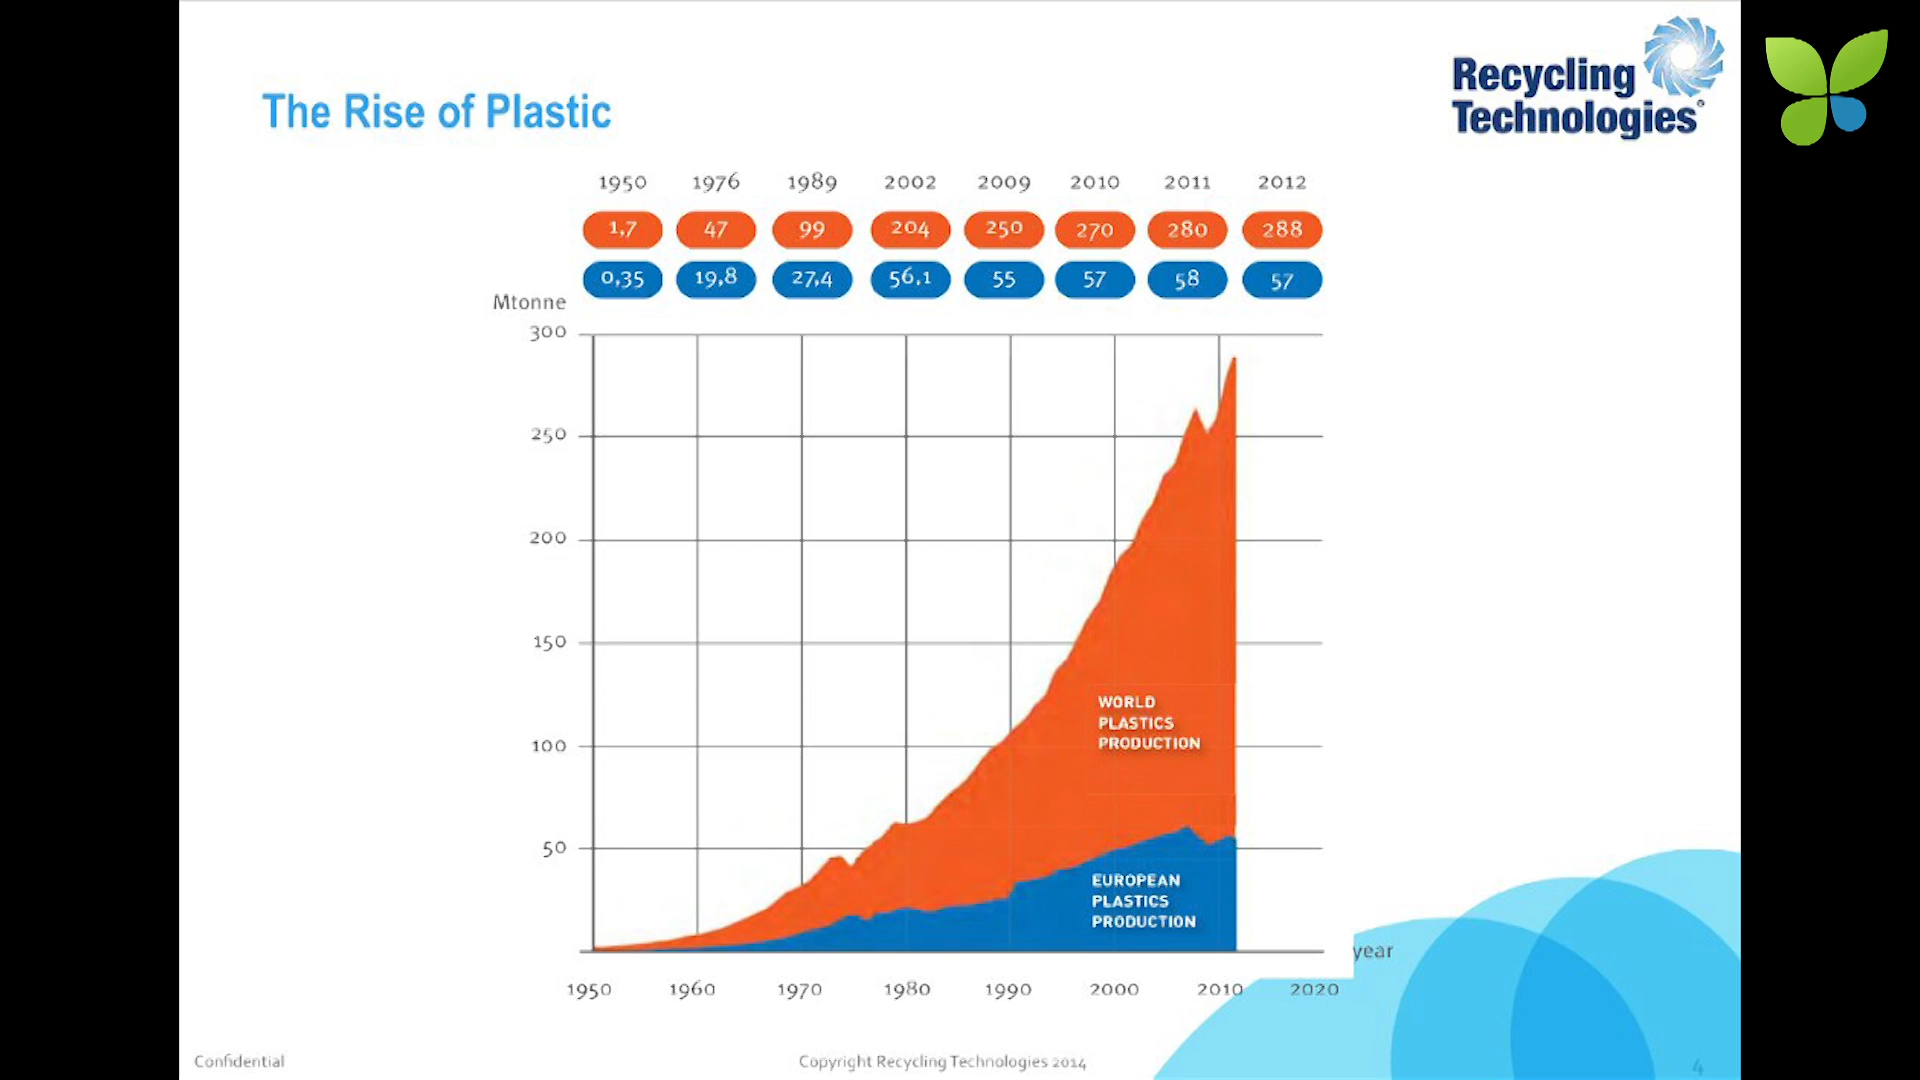 Recycling
Technologies®
The Rise of Plastic
1950 1976 1989 2002 2009 2010 2011 2012
1,7 47 99 204 250 270 280 288
0,35 19,8 27,4 56,1 55 57 58 57
Mtonne
300
250
200
150
100
50
WORLD
PLASTICS
PRODUCTION
EUROPEAN
PLASTICS
PRODUCTION
year
1950 1960 1970 1980 1990 2000 2010 2020
Confidential Copyright Recycling Technologies 2014 4